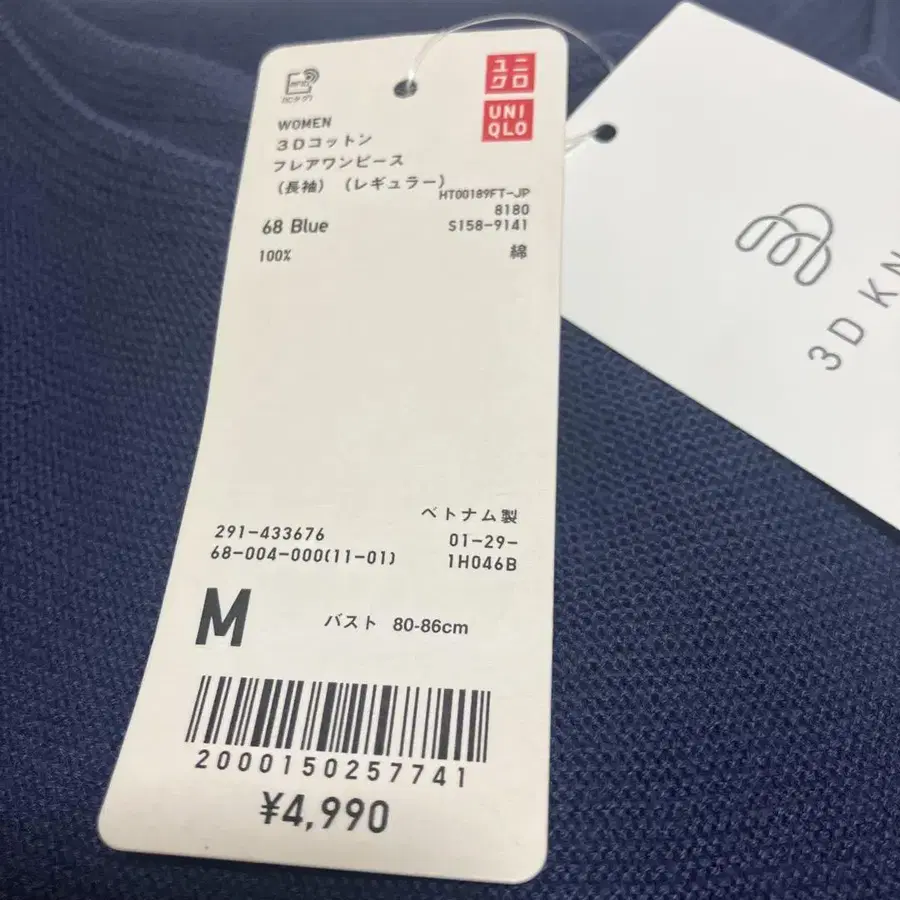 ユニ
クロ
UNI
QLO
WOMEN
3Dコットン
フレアワンピース
(長袖) (レギュラー)
HT00189FT-JP
8180
68 Blue
S158-9141
100%
綿
ベトナム製
291-433676
01-29-
68-004-000(11-01)
1H046B
M
バスト 80-86cm
2000150257741
¥4,990
3D KN